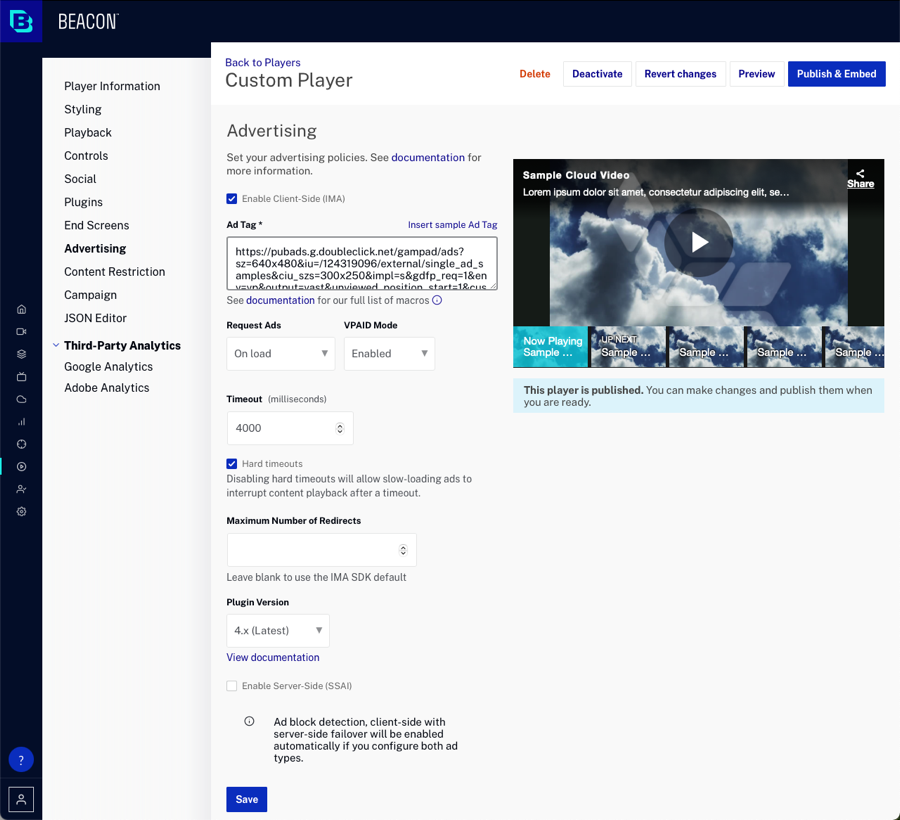 BEACON
Back to Players
Custom Player
Delete
Deactivate
Revert changes
Preview
Publish & Embed
Player Information
Styling
Playback
Controls
Social
Plugins
End Screens
Advertising
Content Restriction
Campaign
JSON Editor
Third-Party Analytics
Google Analytics
Adobe Analytics
Advertising
Set your advertising policies. See documentation for
more information.
Enable Client-Side (IMA)
Ad Tag *
Insert sample Ad Tag
https://pubads.g.doubleclick.net/gampad/ads?
sz=640x480&iu=/124319096/external/single_ad_s
amples&ciu_szs=300x250&impl=s&gdfp_req=1&en
v=vp&output=vast&unviewed_position_start=1&cus
See documentation for our full list of macros
Request Ads
VPAID Mode
On load
Enabled
Timeout (milliseconds)
4000
Hard timeouts
Disabling hard timeouts will allow slow-loading ads to
interrupt content playback after a timeout.
Maximum Number of Redirects
Leave blank to use the IMA SDK default
Plugin Version
4.x (Latest)
View documentation
Enable Server-Side (SSAI)
Ad block detection, client-side with
server-side failover will be enabled
automatically if you configure both ad
types.
Save
Sample Cloud Video
Lorem ipsum dolor sit amet, consectetur adipiscing elit, se...
Share
Now Playing
Sample ...
UP NEXT
Sample ...
Sample ...
Sample ...
Sample ...
This player is published. You can make changes and publish them when
you are ready.
?